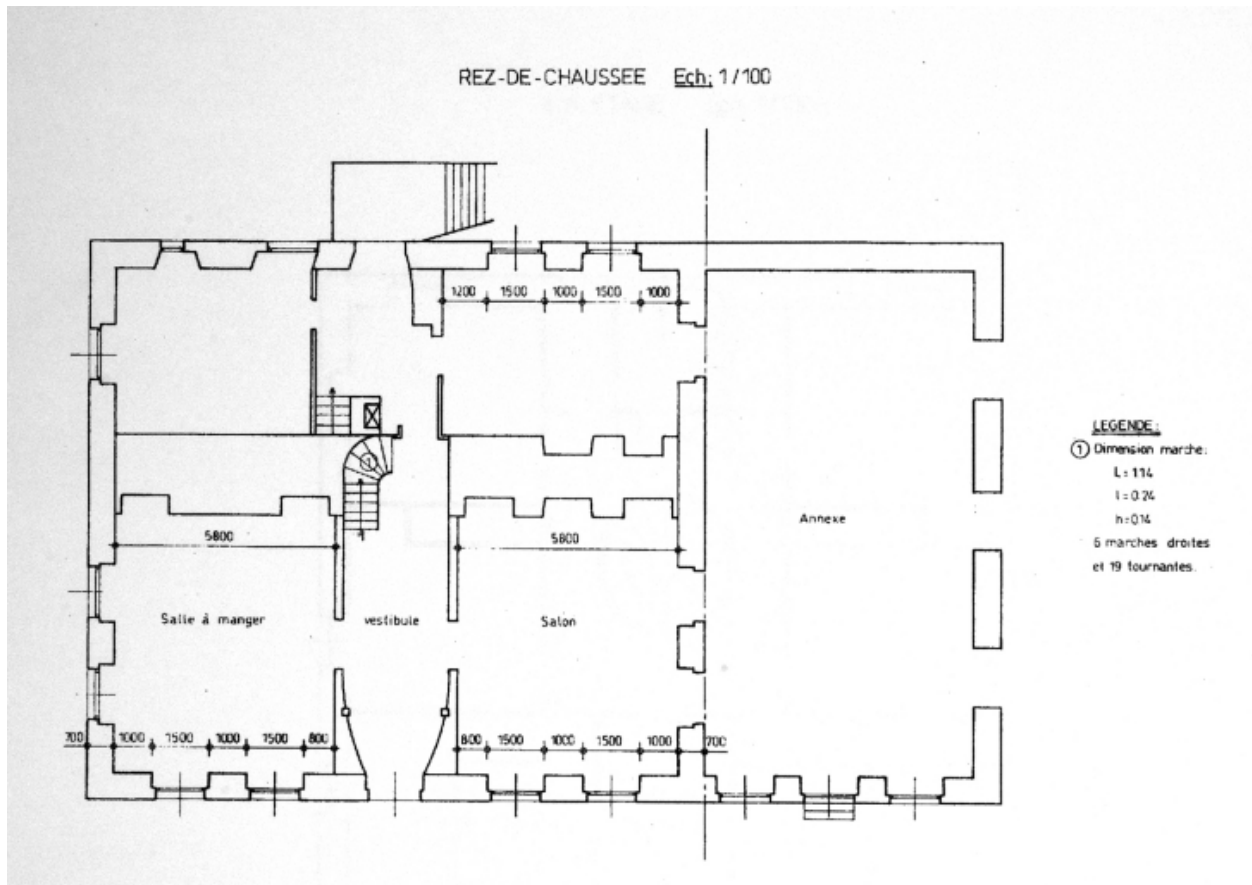 REZ-DE-CHAUSSEE Ech: 1/100
1200 1500 1000 1500 1000
LEGENDE:
1 Dimension marche:
L=1.14
l=0.24
h=0.14
6 marches droites
et 19 tournantes.
1
Annexe
5800 5800
Salle à manger vestibule Salon
700 1000 1500 1000 1500 800 800 1500 1000 1500 1000 700